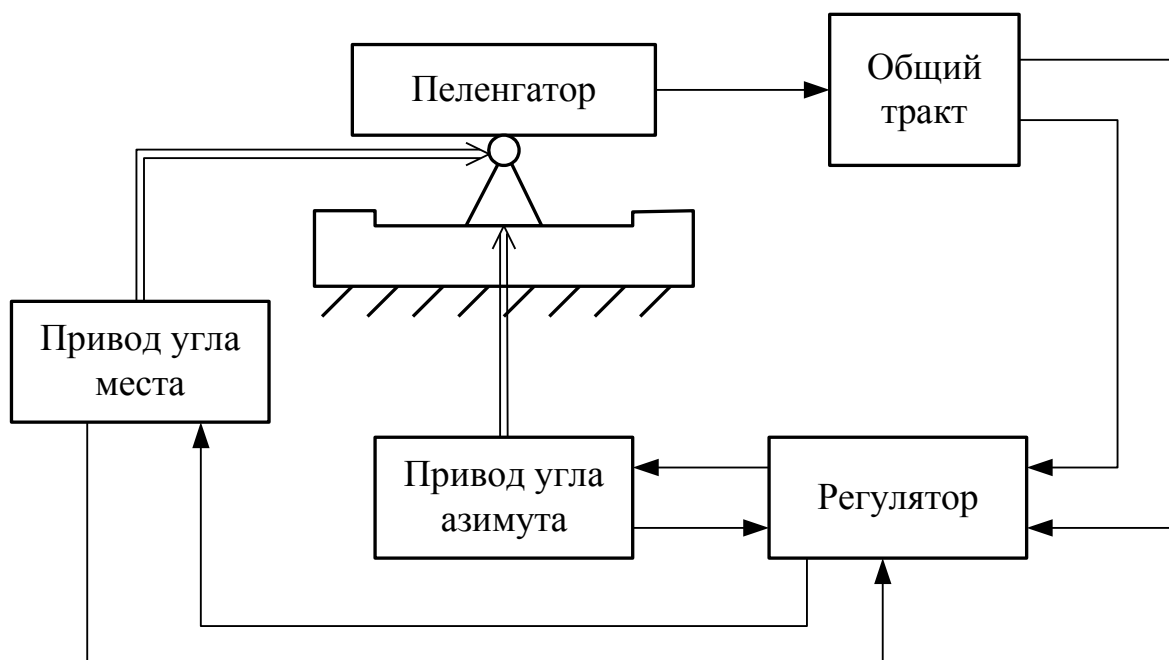 Пеленгатор
Общий
тракт
Привод угла
места
Привод угла
азимута
Регулятор